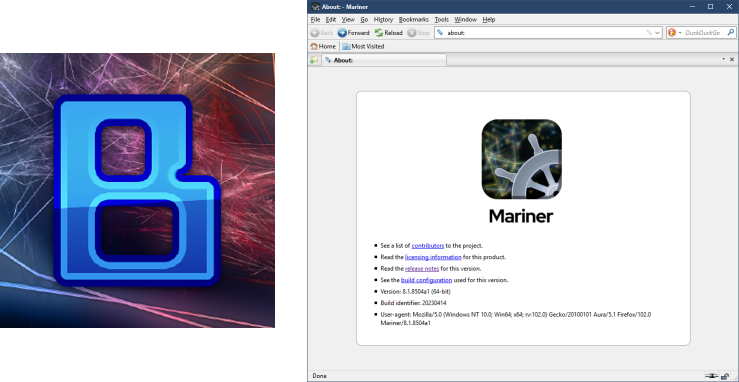 B
About: - Mariner
File Edit View Go History Bookmarks Tools Window Help
Back Forward Reload Stop about: DuckDuckGo
Home Most Visited
About:
Mariner
See a list of contributors to the project.
Read the licensing information for this product.
Read the release notes for this version.
See the build configuration used for this version.
Version: 8.1.8504a1 (64-bit)
Build identifier: 20230414
User-agent: Mozilla/5.0 (Windows NT 10.0; Win64; x64; rv:102.0) Gecko/20100101 Aura/5.1 Firefox/102.0
Mariner/8.1.8504a1
Done